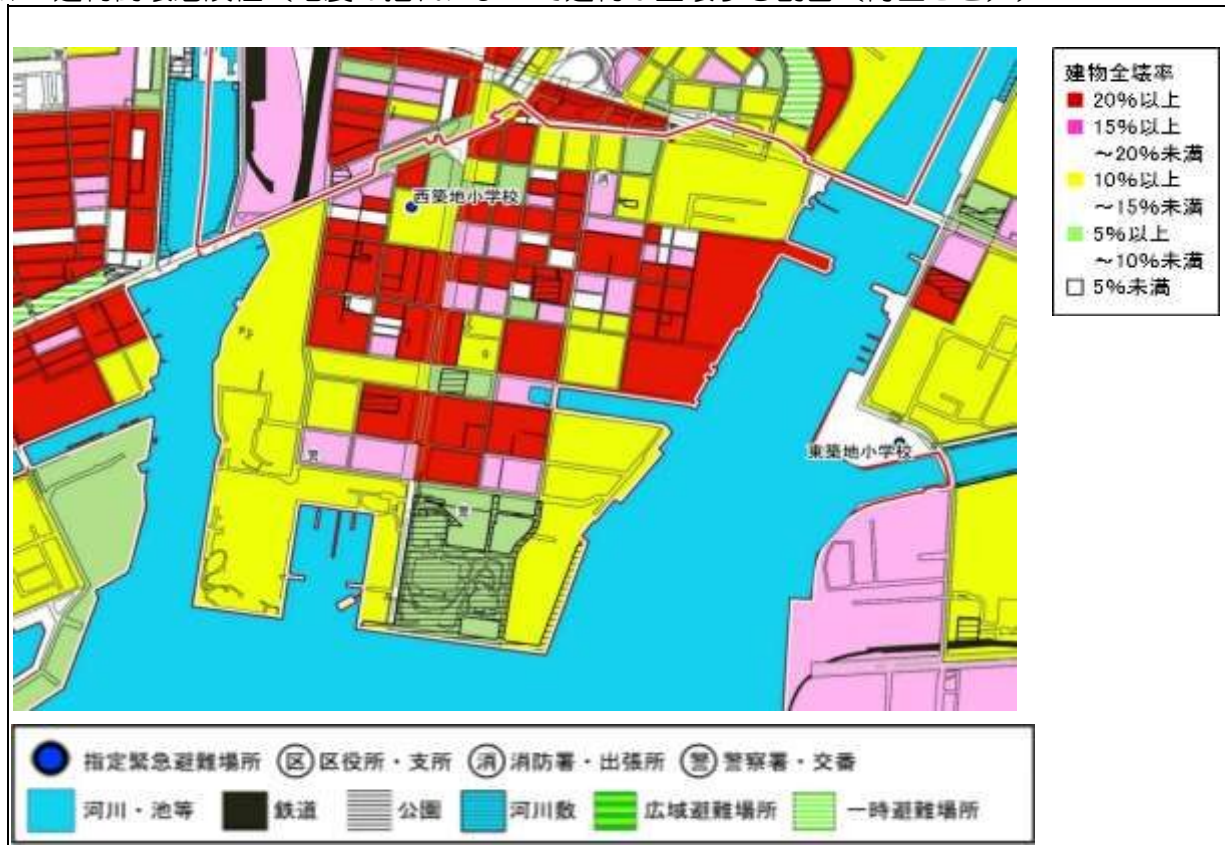 西築地小学校
消
東築地小学校
警
警
建物全壊率
20%以上
15%以上
～20%未満
10%以上
～15%未満
5%以上
～10%未満
5%未満
指定緊急避難場所 区 区役所・支所 消 消防署・出張所 警 警察署・交番
河川・池等 鉄道 公園 河川敷 広域避難場所 一時避難場所